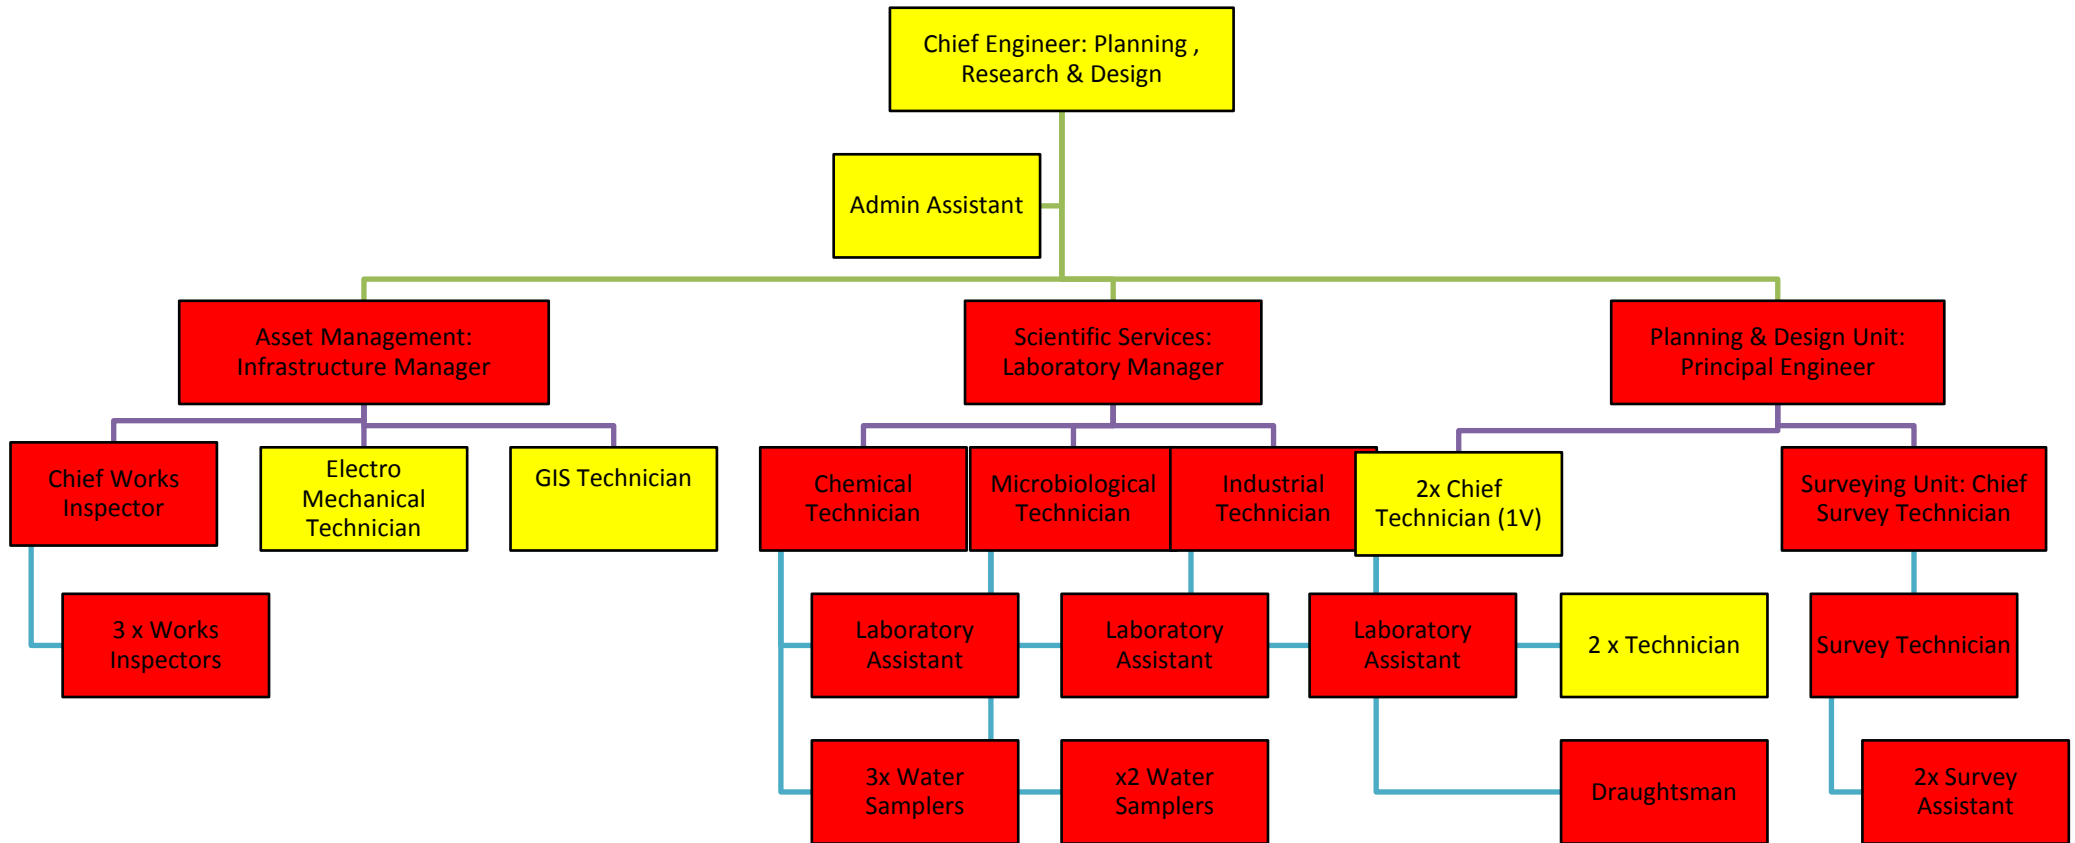 Chief Engineer: Planning ,
Research & Design
Admin Assistant
Asset Management:
Infrastructure Manager
Scientific Services:
Laboratory Manager
Planning & Design Unit:
Principal Engineer
Chief Works
Inspector
Electro
Mechanical
Technician
GIS Technician
Chemical
Technician
Microbiological
Technician
Industrial
Technician
2x Chief
Technician (1V)
Surveying Unit: Chief
Survey Technician
3 x Works
Inspectors
Laboratory
Assistant
Laboratory
Assistant
Laboratory
Assistant
2 x Technician
Survey Technician
3x Water
Samplers
x2 Water
Samplers
Draughtsman
2x Survey
Assistant